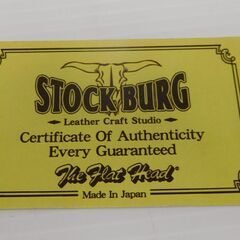 STOCK BURG
Leather Craft Studio
Certificate Of Authenticity
Every Guaranteed
The Flat Head
Made In Japan